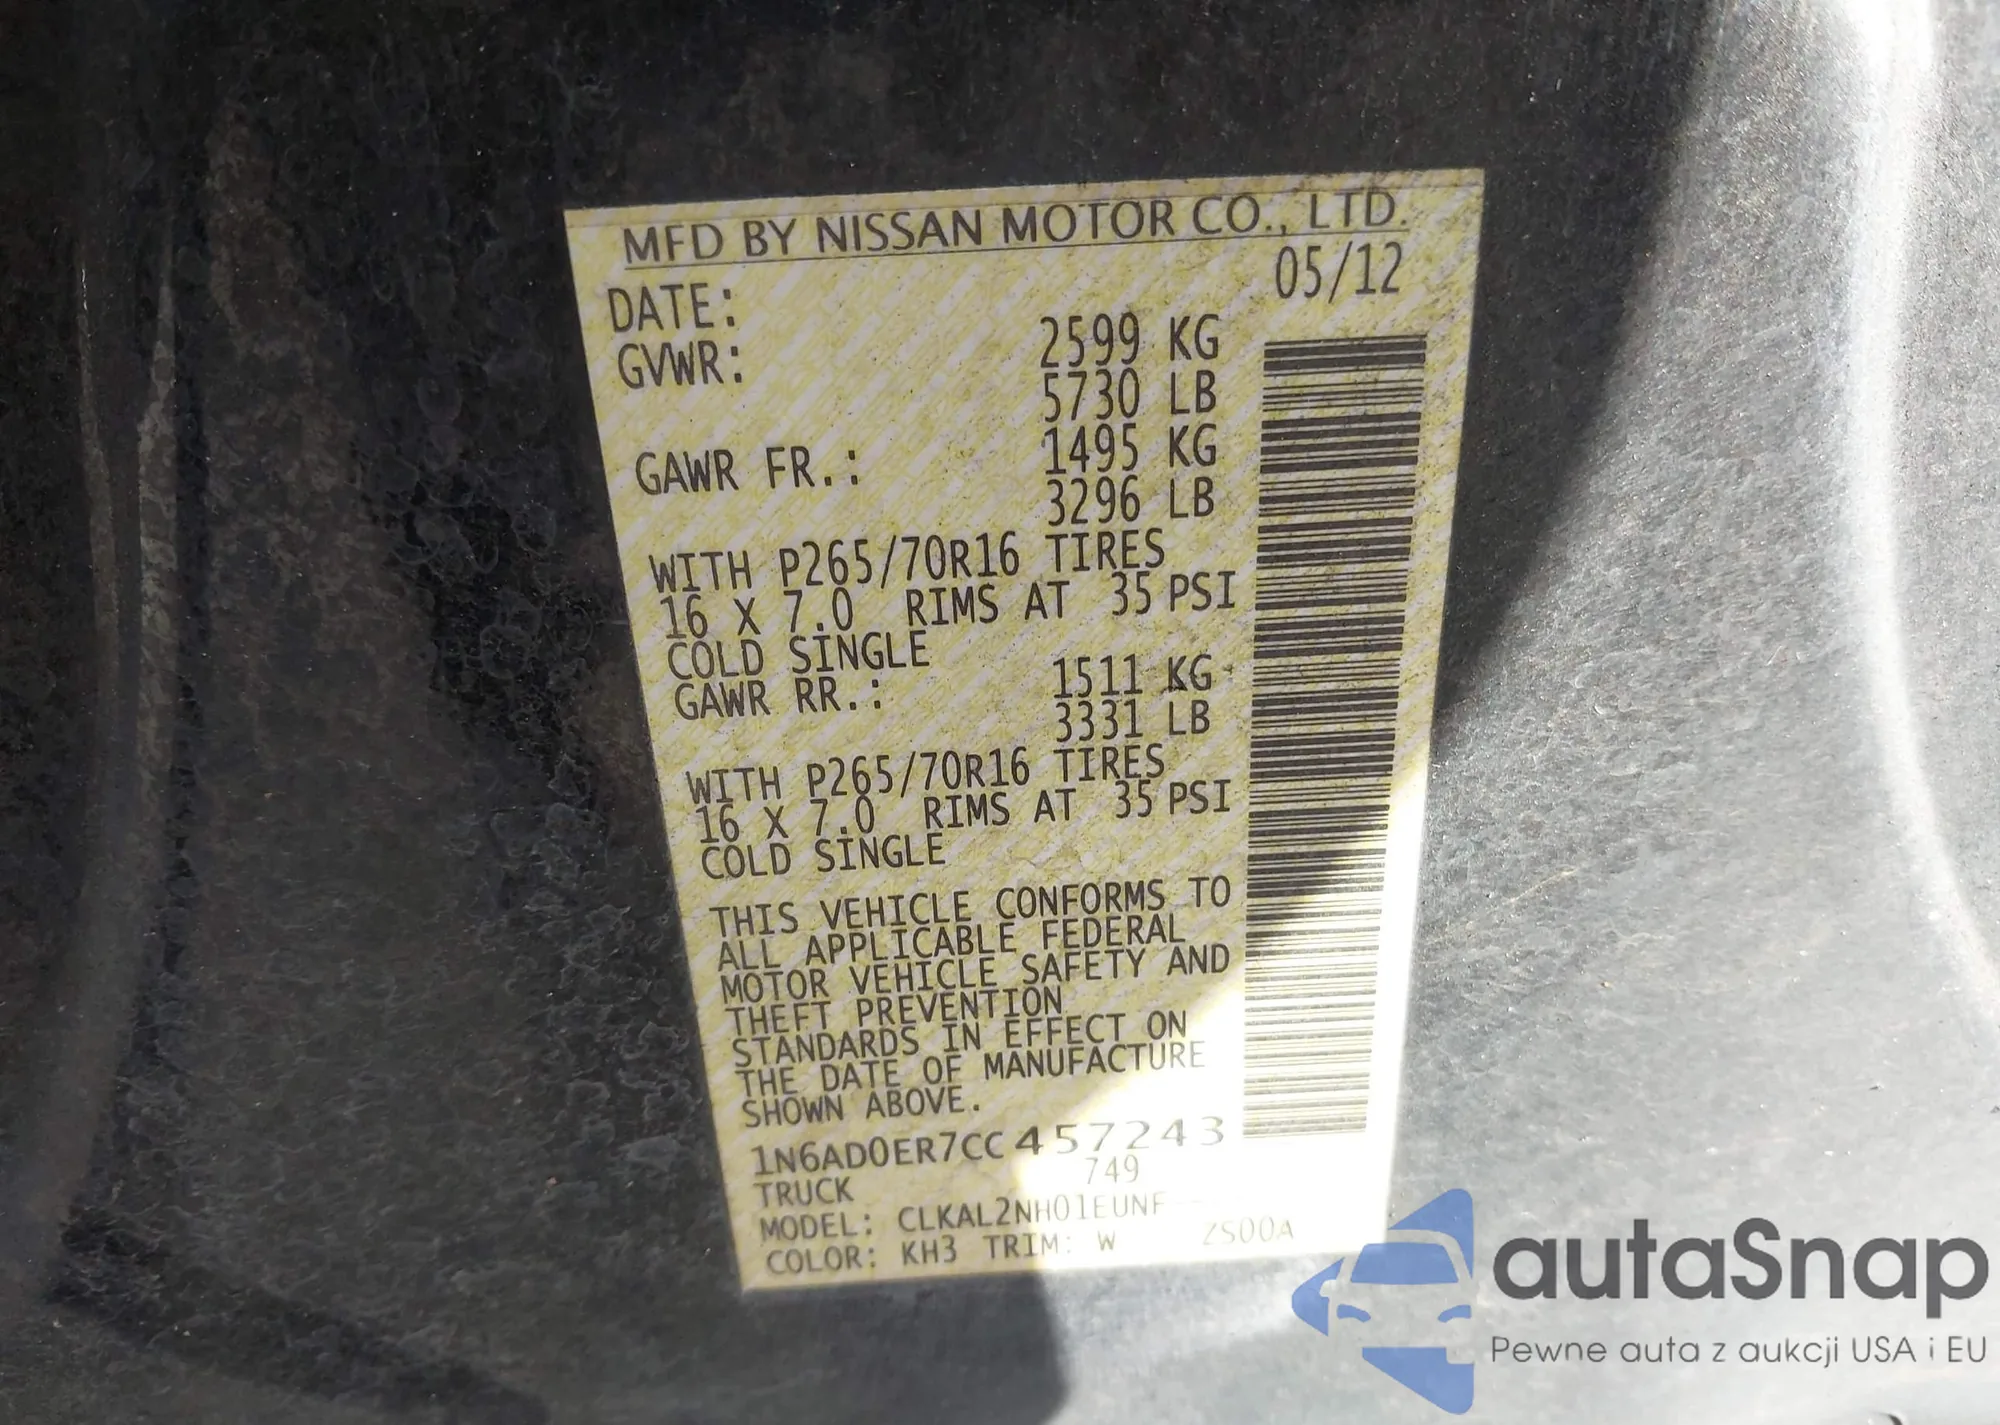 MFD BY NISSAN MOTOR CO., LTD.
DATE: 05/12
GVWR: 2599 KG
5730 LB
GAWR FR.: 1495 KG
3296 LB
WITH P265/70R16 TIRES
16 X 7.0 RIMS AT 35 PSI
COLD SINGLE
GAWR RR.: 1511 KG
3331 LB
WITH P265/70R16 TIRES
16 X 7.0 RIMS AT 35 PSI
COLD SINGLE
THIS VEHICLE CONFORMS TO
ALL APPLICABLE FEDERAL
MOTOR VEHICLE SAFETY AND
THEFT PREVENTION
STANDARDS IN EFFECT ON
THE DATE OF MANUFACTURE
SHOWN ABOVE.
1N6AD0ER7CC457243
TRUCK 749
MODEL: CLKAL2NH01EUNF----
COLOR: KH3 TRIM: W ZS00A
autaSnap
Pewne auta z aukcji USA i EU